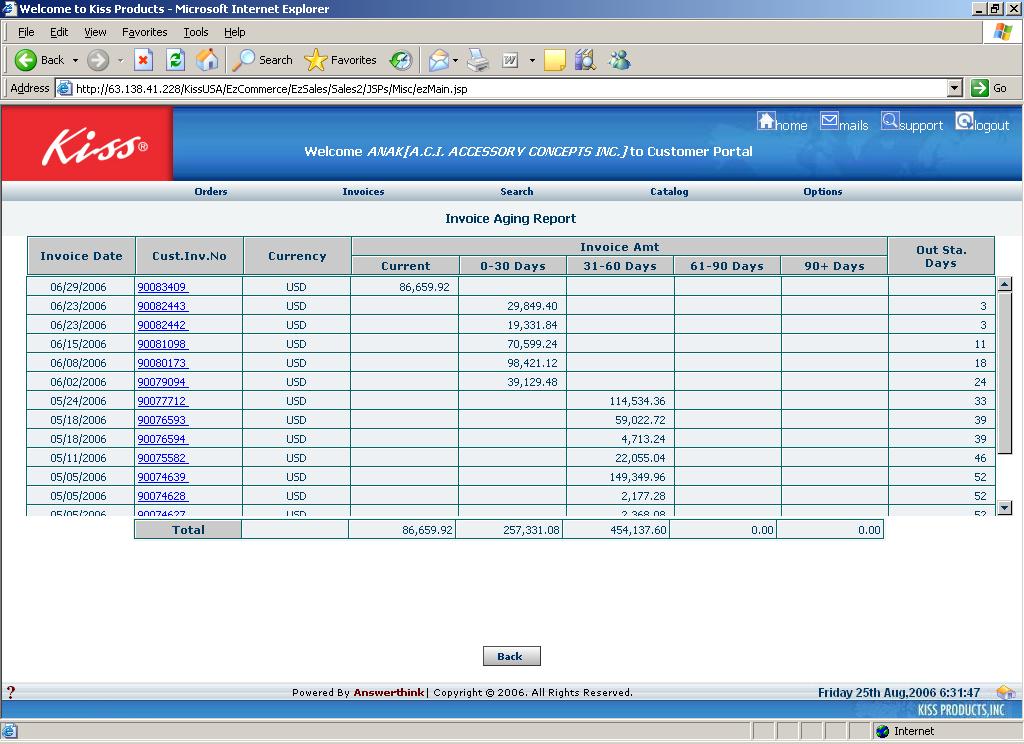 Welcome to Kiss Products - Microsoft Internet Explorer
File Edit View Favorites Tools Help
Back Search Favorites
Address http://63.138.41.228/KissUSA/EzCommerce/EzSales/Sales2/JSPs/Misc/ezMain.jsp Go
home mails support logout
Kiss®
Welcome ANAK[A.C.I. ACCESSORY CONCEPTS INC.] to Customer Portal
Orders Invoices Search Catalog Options
Invoice Aging Report
Invoice Date Cust.Inv.No Currency Invoice Amt Out Sta. Days
Current 0-30 Days 31-60 Days 61-90 Days 90+ Days
06/29/2006 90083409 USD 86,659.92
06/23/2006 90082443 USD 29,849.40 3
06/23/2006 90082442 USD 19,331.84 3
06/15/2006 90081098 USD 70,599.24 11
06/08/2006 90080173 USD 98,421.12 18
06/02/2006 90079094 USD 39,129.48 24
05/24/2006 90077712 USD 114,534.36 33
05/18/2006 90076593 USD 59,022.72 39
05/18/2006 90076594 USD 4,713.24 39
05/11/2006 90075582 USD 22,055.04 46
05/05/2006 90074639 USD 149,349.96 52
05/05/2006 90074628 USD 2,177.28 52
05/05/2006 90074627 USD 2,368.08 52
Total 86,659.92 257,331.08 454,137.60 0.00 0.00
Back
? Powered By Answerthink | Copyright © 2006. All Rights Reserved. Friday 25th Aug,2006 6:31:47
KISS PRODUCTS,INC
Internet